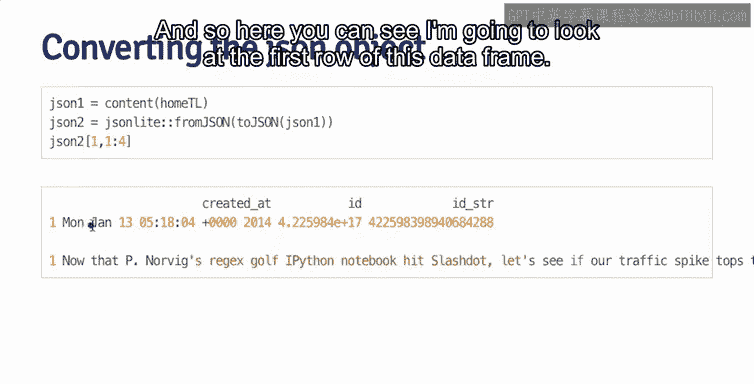 And so here you can see I'm going to look
at the first row of this data frame.
Converting the json object
json1 = content(homeTL)
json2 = jsonlite::fromJSON(toJSON(json1))
json2[1,1:4]
created_at id id_str
1 Mon Jan 13 05:18:04 +0000 2014 4.225984e+17 422598398940684288
1 Now that P. Norvig's regex golf IPython notebook hit Slashdot, let's see if our traffic spike tops t